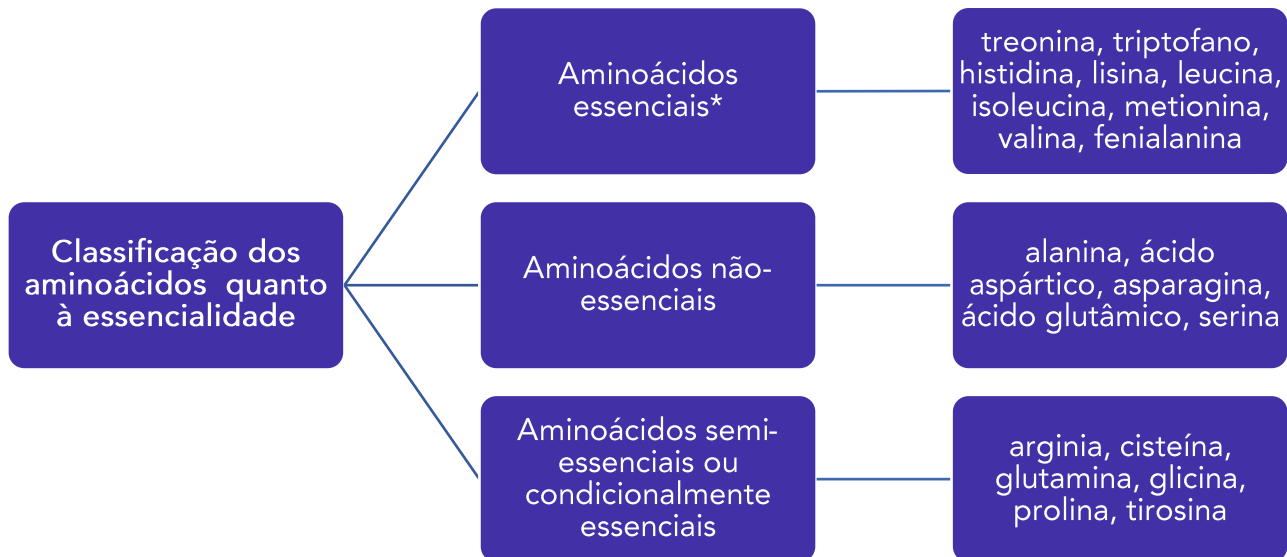 Classificação dos
aminoácidos quanto
à essencialidade
Aminoácidos
essenciais*
treonina, triptofano,
histidina, lisina, leucina,
isoleucina, metionina,
valina, fenialanina
Aminoácidos não-
essenciais
alanina, ácido
aspártico, asparagina,
ácido glutâmico, serina
Aminoácidos semi-
essenciais ou
condicionalmente
essenciais
arginia, cisteína,
glutamina, glicina,
prolina, tirosina